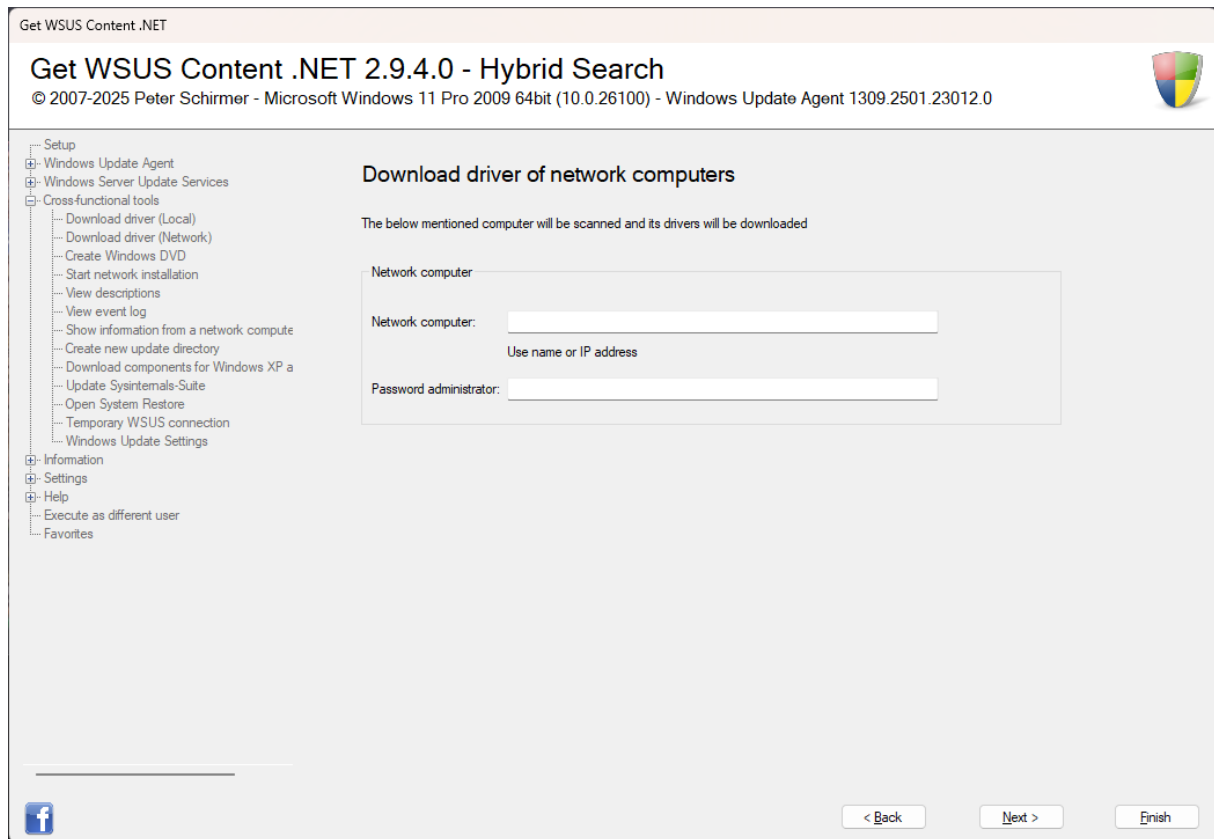 Get WSUS Content .NET
Get WSUS Content .NET 2.9.4.0 - Hybrid Search
© 2007-2025 Peter Schirmer - Microsoft Windows 11 Pro 2009 64bit (10.0.26100) - Windows Update Agent 1309.2501.23012.0
Setup
Windows Update Agent
Windows Server Update Services
Cross-functional tools
Download driver (Local)
Download driver (Network)
Create Windows DVD
Start network installation
View descriptions
View event log
Show information from a network compute
Create new update directory
Download components for Windows XP a
Update Sysinternals-Suite
Open System Restore
Temporary WSUS connection
Windows Update Settings
Information
Settings
Help
Execute as different user
Favorites
Download driver of network computers
The below mentioned computer will be scanned and its drivers will be downloaded
Network computer
Network computer:
Use name or IP address
Password administrator:
f
< Back
Next >
Finish